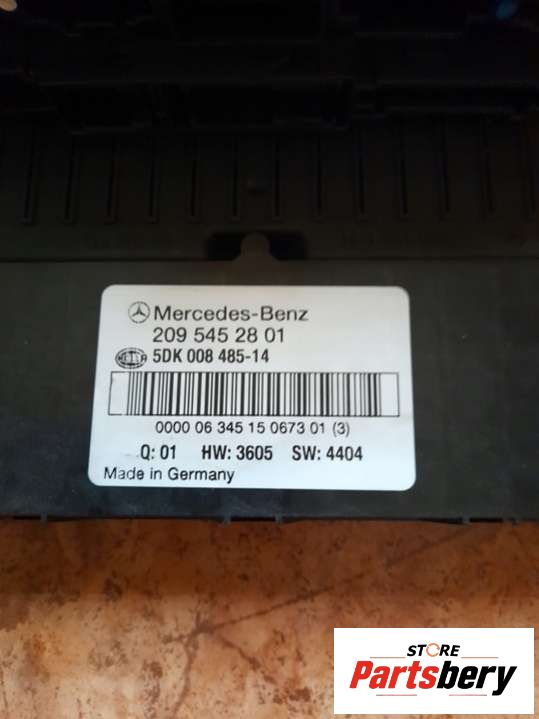 Mercedes-Benz
209 545 28 01
HELLA 5DK 008 485-14
0000 06 345 15 0673 01 (3)
Q: 01 HW: 3605 SW: 4404
Made in Germany
STORE
Partsbery